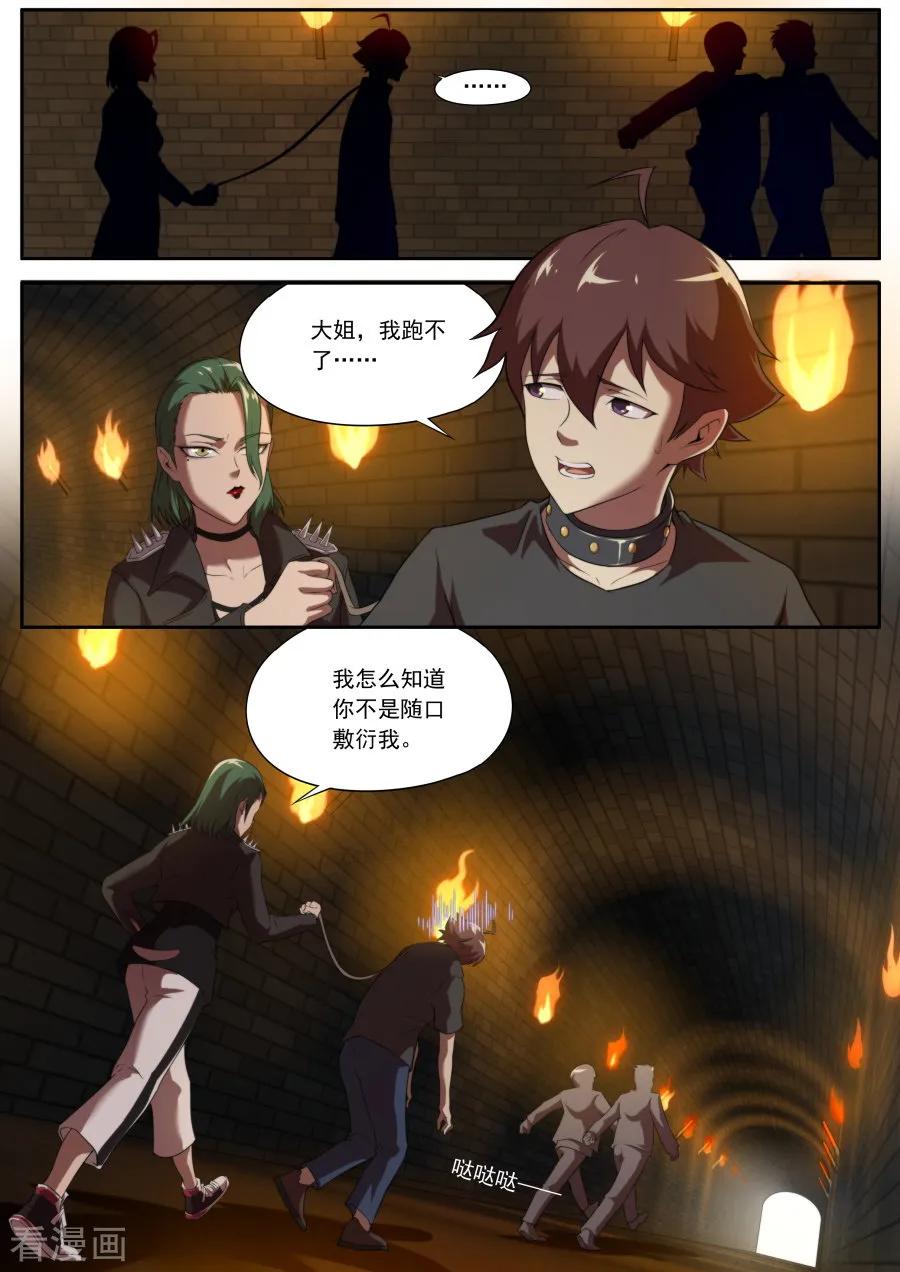 ……
大姐，我跑不
了……
我怎么知道
你不是随口
敷衍我。
哒哒哒——
看漫画